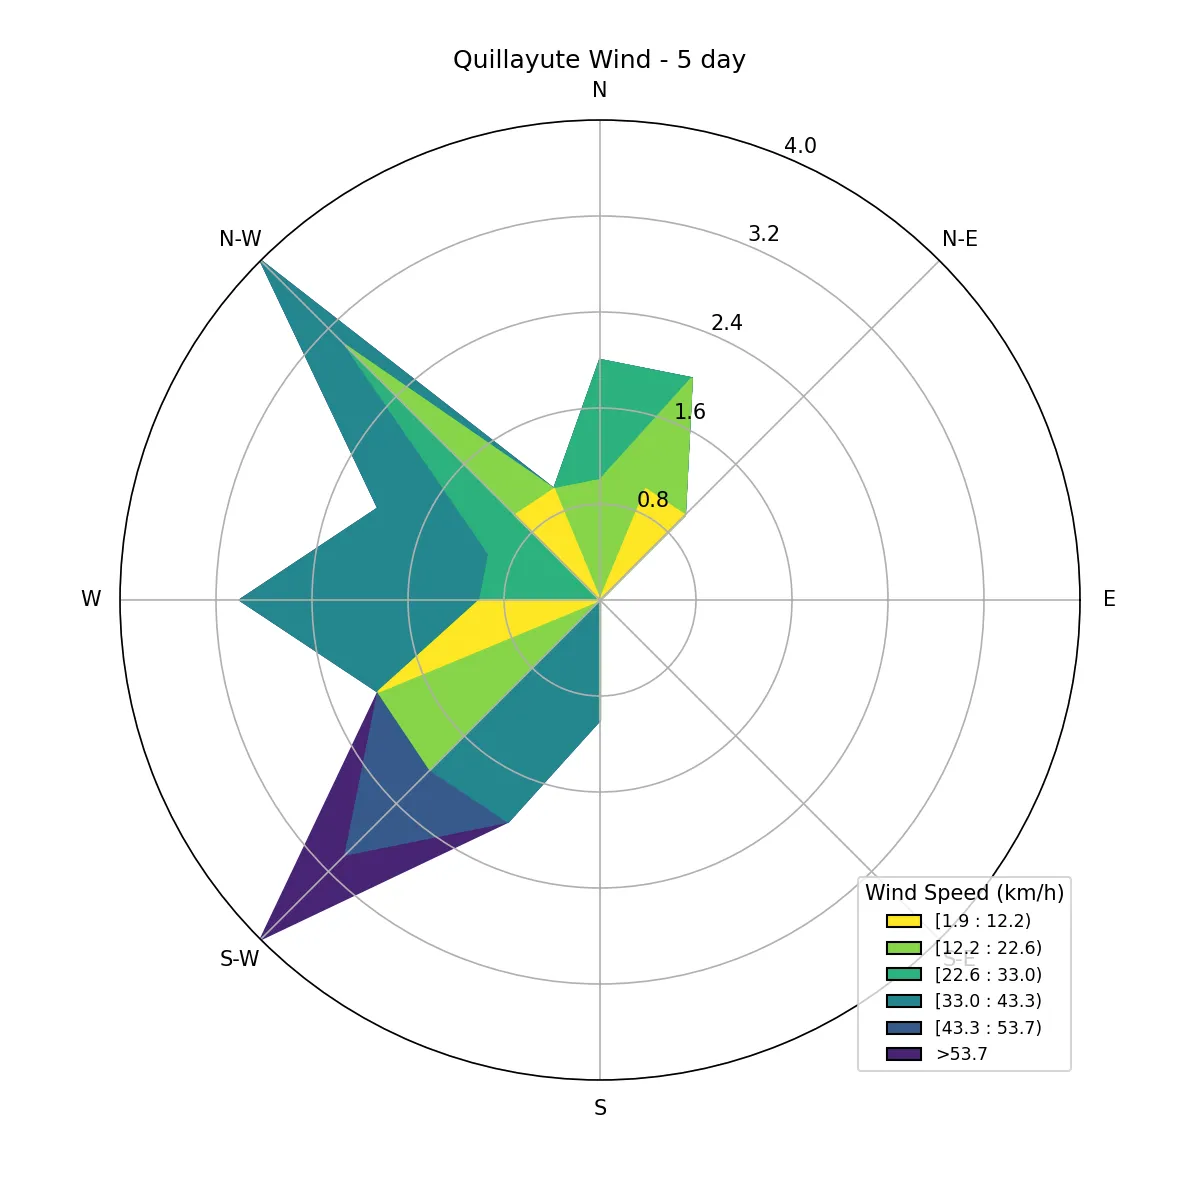 Quillayute Wind - 5 day
N
4.0
N-W
3.2
N-E
2.4
1.6
0.8
W
E
S-W
S-E
S
Wind Speed (km/h)
[1.9 : 12.2)
[12.2 : 22.6)
[22.6 : 33.0)
[33.0 : 43.3)
[43.3 : 53.7)
>53.7